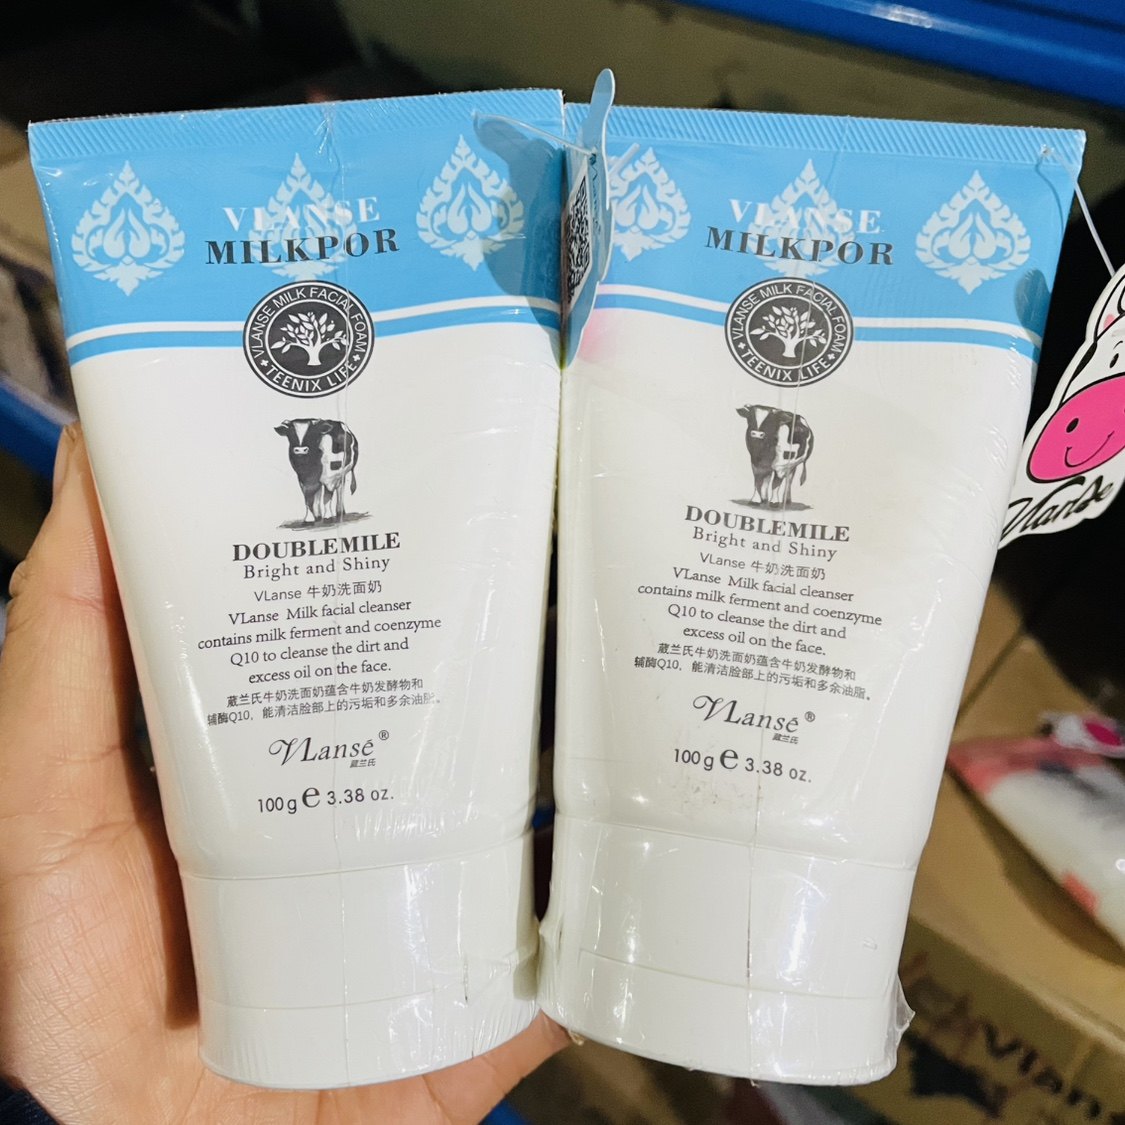 VLANSE
MILKPOR
VLANSE MILK FACIAL FOAM
TEENIX LIFE
DOUBLEMILE
Bright and Shiny
VLanse 牛奶洗面奶
VLanse Milk facial cleanser
contains milk ferment and coenzyme
Q10 to cleanse the dirt and
excess oil on the face.
葳兰氏牛奶洗面奶蕴含牛奶发酵物和
辅酶Q10，能清洁脸部上的污垢和多余油脂。
VLansé®
葳兰氏
100g e 3.38 oz.
VLANSE
MILKPOR
VLANSE MILK FACIAL FOAM
TEENIX LIFE
DOUBLEMILE
Bright and Shiny
VLanse 牛奶洗面奶
VLanse Milk facial cleanser
contains milk ferment and coenzyme
Q10 to cleanse the dirt and
excess oil on the face.
葳兰氏牛奶洗面奶蕴含牛奶发酵物和
辅酶Q10，能清洁脸部上的污垢和多余油脂。
VLansé®
葳兰氏
100g e 3.38 oz.
Vlanse